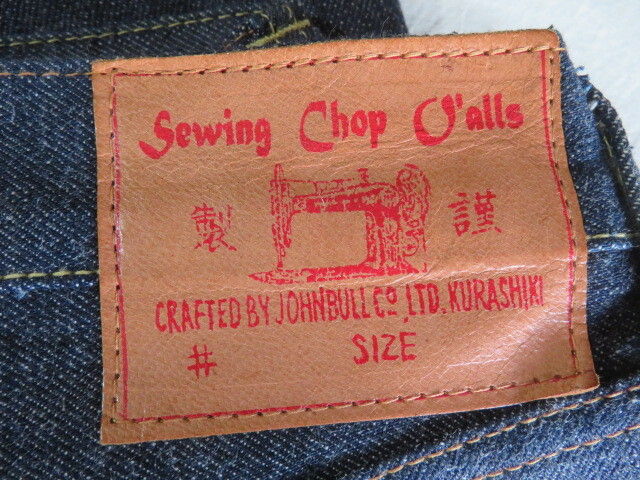 Sewing Chop O'alls
製 謹
CRAFTED BY JOHNBULL CO., LTD. KURASHIKI
# SIZE